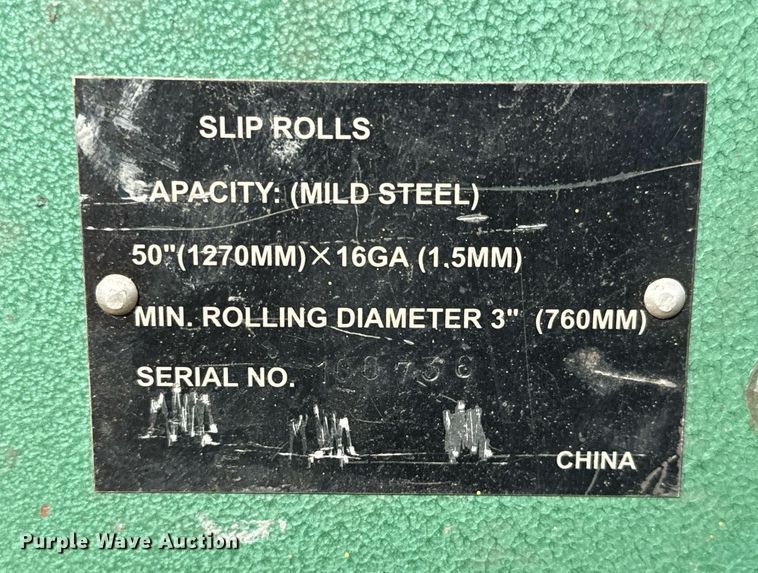 SLIP ROLLS
CAPACITY: (MILD STEEL)
50"(1270MM)×16GA (1.5MM)
MIN. ROLLING DIAMETER 3" (760MM)
SERIAL NO.
CHINA
Purple Wave Auction